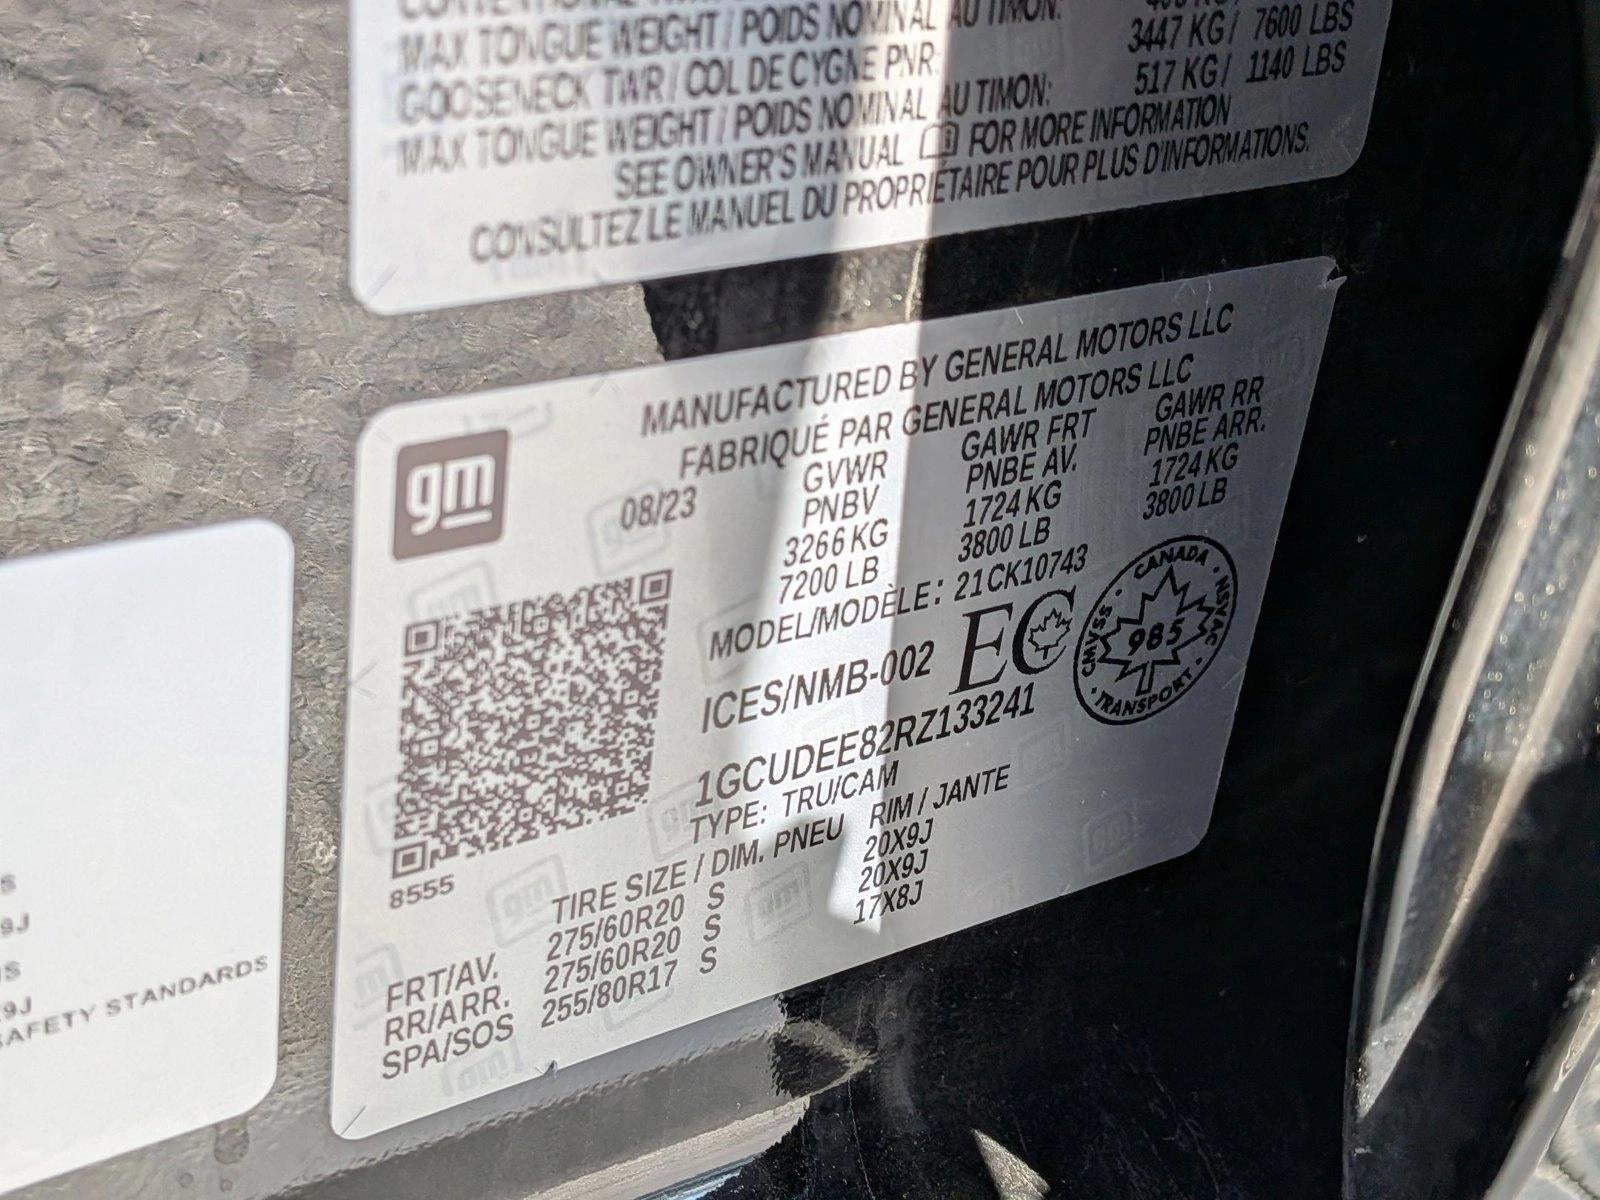 MAX TONGUE WEIGHT / POIDS NOMINAL AU TIMON:
3447 KG / 7600 LBS
GOOSENECK TWR / COL DE CYGNE PNR:
517 KG / 1140 LBS
MAX TONGUE WEIGHT / POIDS NOMINAL AU TIMON:
SEE OWNER'S MANUAL FOR MORE INFORMATION
CONSULTEZ LE MANUEL DU PROPRIÉTAIRE POUR PLUS D'INFORMATIONS.
gm
MANUFACTURED BY GENERAL MOTORS LLC
FABRIQUÉ PAR GENERAL MOTORS LLC
08/23 GVWR GAWR FRT GAWR RR
PNBV PNBE AV. PNBE ARR.
3266 KG 1724 KG 1724 KG
7200 LB 3800 LB 3800 LB
MODEL/MODÈLE: 21CK10743
ICES/NMB-002 EC
CANADA · NSVAC · TRANSPORT · CMVSS ·
985
1GCUDEE82RZ133241
TYPE: TRU/CAM
8555
TIRE SIZE / DIM. PNEU RIM / JANTE
FRT/AV. 275/60R20 S 20X9J
RR/ARR. 275/60R20 S 20X9J
SPA/SOS 255/80R17 S 17X8J
S
9J
S
9J
SAFETY STANDARDS